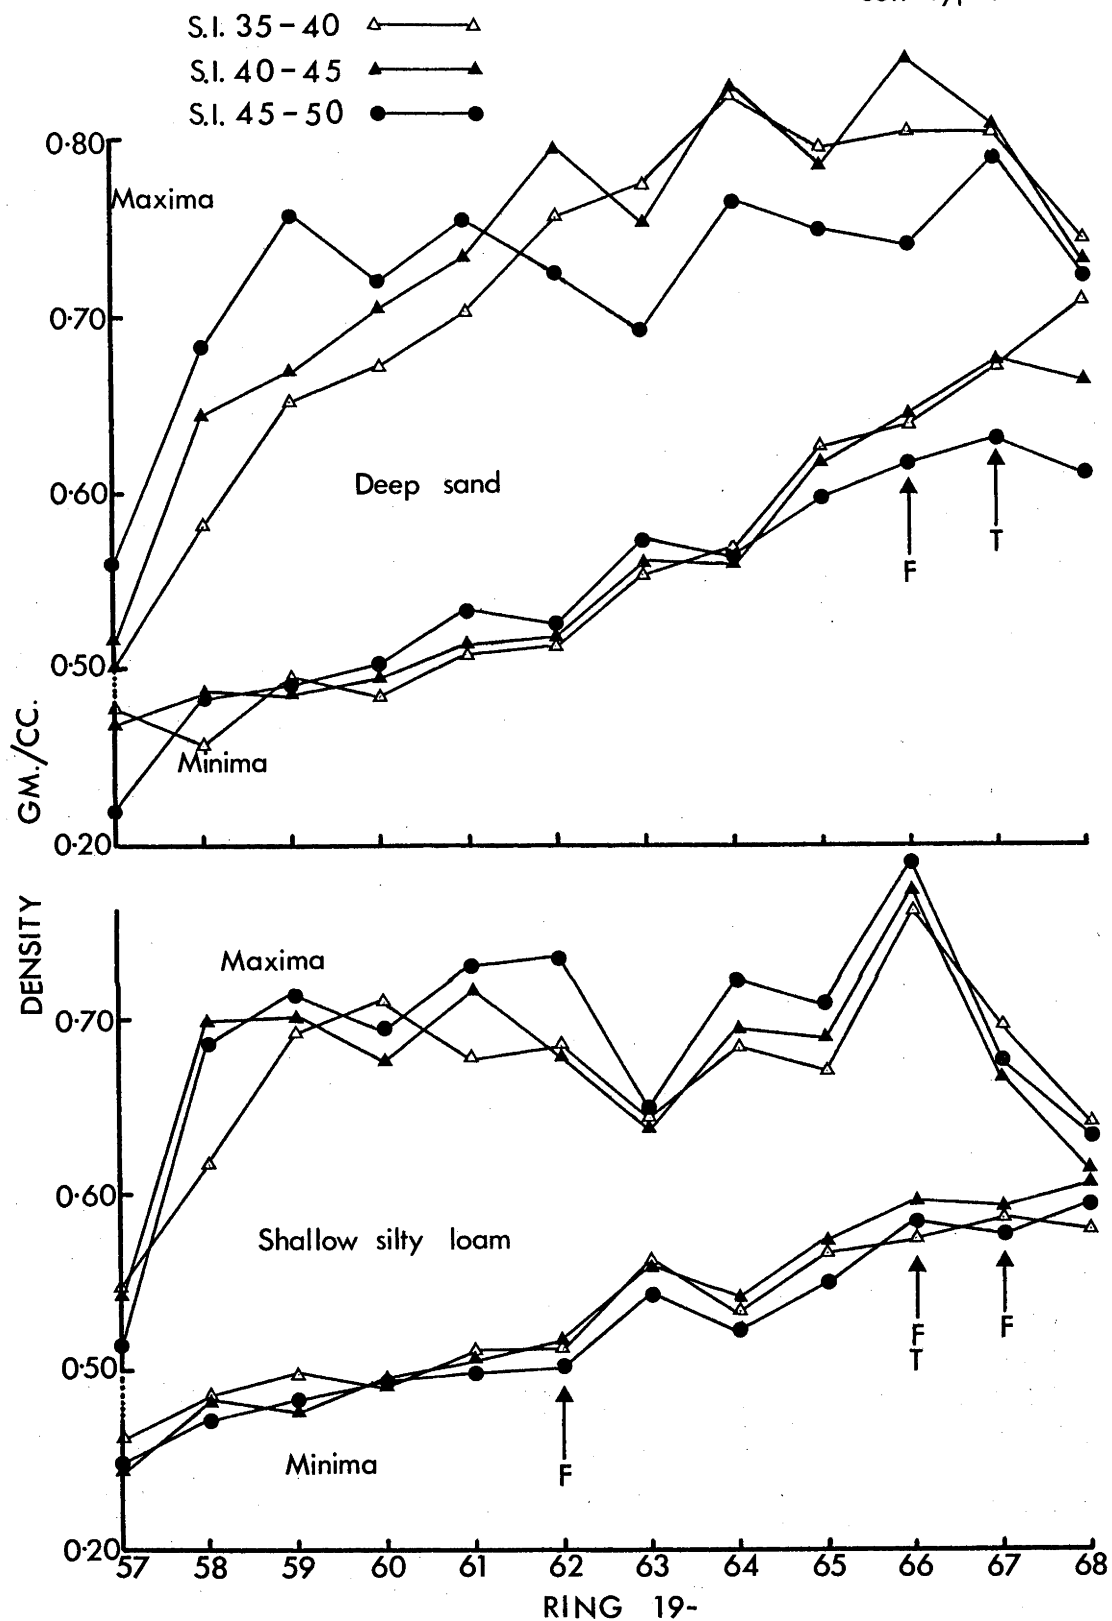 S.I. 35-40
S.I. 40-45
S.I. 45-50
0·80
Maxima
0·70
Deep sand
0·60
T
F
0·50
Minima
GM./CC.
0·20
DENSITY
Maxima
0·70
0·60
Shallow silty loam
F
F
T
0·50
F
Minima
0·20
57 58 59 60 61 62 63 64 65 66 67 68
RING 19-